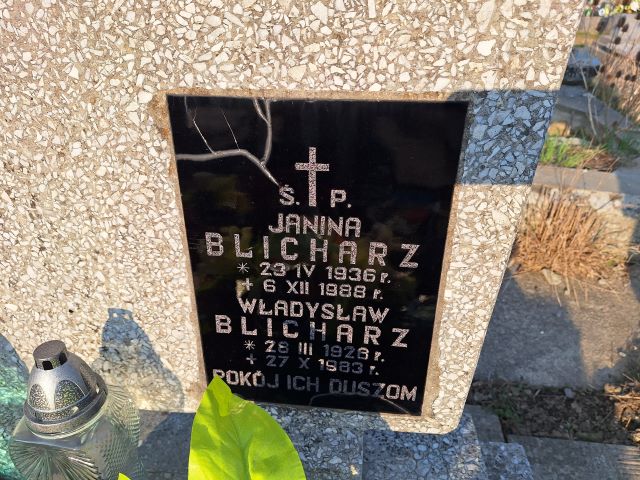 Ś. P.
JANINA
BLICHARZ
* 23 IV 1936 r.
+ 6 XII 1988 r.
WŁADYSŁAW
BLICHARZ
* 28 III 1926 r.
+ 27 X 1983 r.
POKÓJ ICH DUSZOM